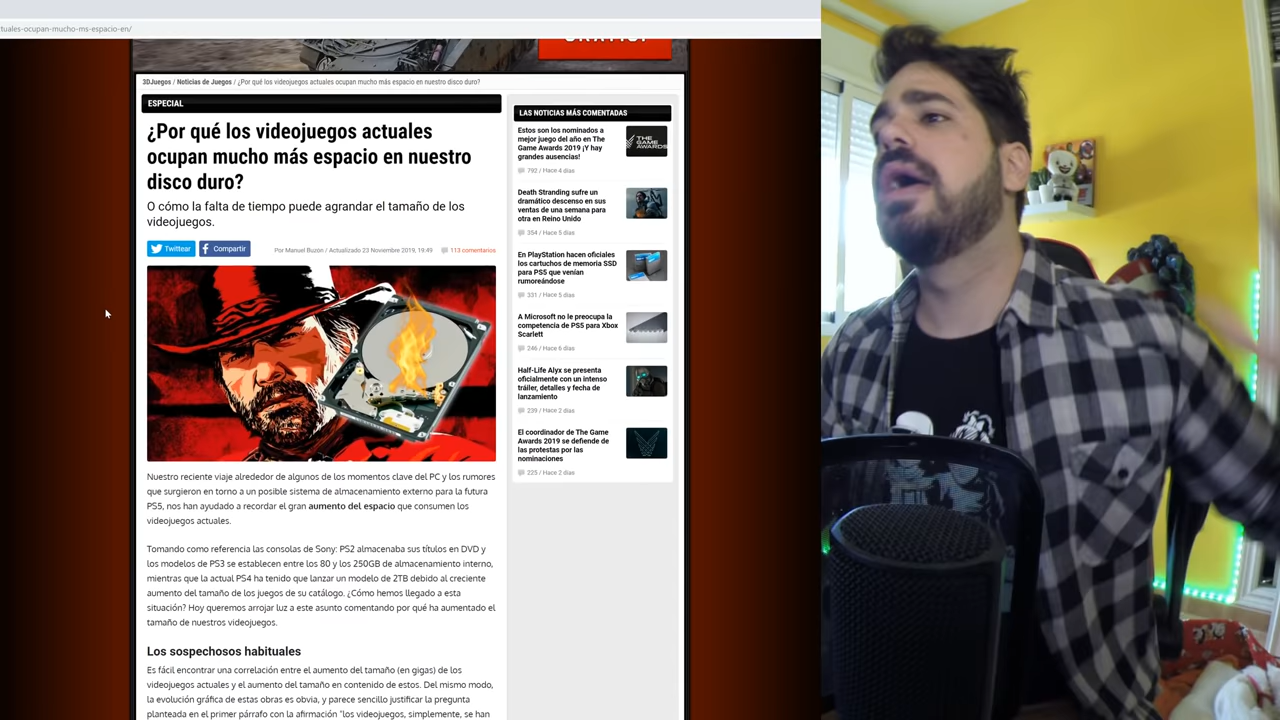 tuales-ocupan-mucho-ms-espacio-en/
3DJuegos / Noticias de Juegos / ¿Por qué los videojuegos actuales ocupan mucho más espacio en nuestro disco duro?
ESPECIAL
¿Por qué los videojuegos actuales
ocupan mucho más espacio en nuestro
disco duro?
O cómo la falta de tiempo puede agrandar el tamaño de los
videojuegos.
Twittear
Compartir
Por Manuel Buzón / Actualizado 23 Noviembre 2019, 19:49
113 comentarios
Nuestro reciente viaje alrededor de algunos de los momentos clave del PC y los rumores
que surgieron en torno a un posible sistema de almacenamiento externo para la futura
PS5, nos han ayudado a recordar el gran aumento del espacio que consumen los
videojuegos actuales.
Tomando como referencia las consolas de Sony: PS2 almacenaba sus títulos en DVD y
los modelos de PS3 se establecen entre los 80 y los 250GB de almacenamiento interno,
mientras que la actual PS4 ha tenido que lanzar un modelo de 2TB debido al creciente
aumento del tamaño de los juegos de su catálogo. ¿Cómo hemos llegado a esta
situación? Hoy queremos arrojar luz a este asunto comentando por qué ha aumentado el
tamaño de nuestros videojuegos.
Los sospechosos habituales
Es fácil encontrar una correlación entre el aumento del tamaño (en gigas) de los
videojuegos actuales y el aumento del tamaño en contenido de estos. Del mismo modo,
la evolución gráfica de estas obras es obvia, y parece sencillo justificar la pregunta
planteada en el primer párrafo con la afirmación "los videojuegos, simplemente, se han
LAS NOTICIAS MÁS COMENTADAS
Estos son los nominados a
mejor juego del año en The
Game Awards 2019 ¡Y hay
grandes ausencias!
792 / Hace 4 días
THE
GAME
AWARDS
Death Stranding sufre un
dramático descenso en sus
ventas de una semana para
otra en Reino Unido
354 / Hace 5 días
En PlayStation hacen oficiales
los cartuchos de memoria SSD
para PS5 que venían
rumoreándose
331 / Hace 5 días
A Microsoft no le preocupa la
competencia de PS5 para Xbox
Scarlett
246 / Hace 6 días
Half-Life Alyx se presenta
oficialmente con un intenso
tráiler, detalles y fecha de
lanzamiento
239 / Hace 2 días
El coordinador de The Game
Awards 2019 se defiende de
las protestas por las
nominaciones
225 / Hace 2 días